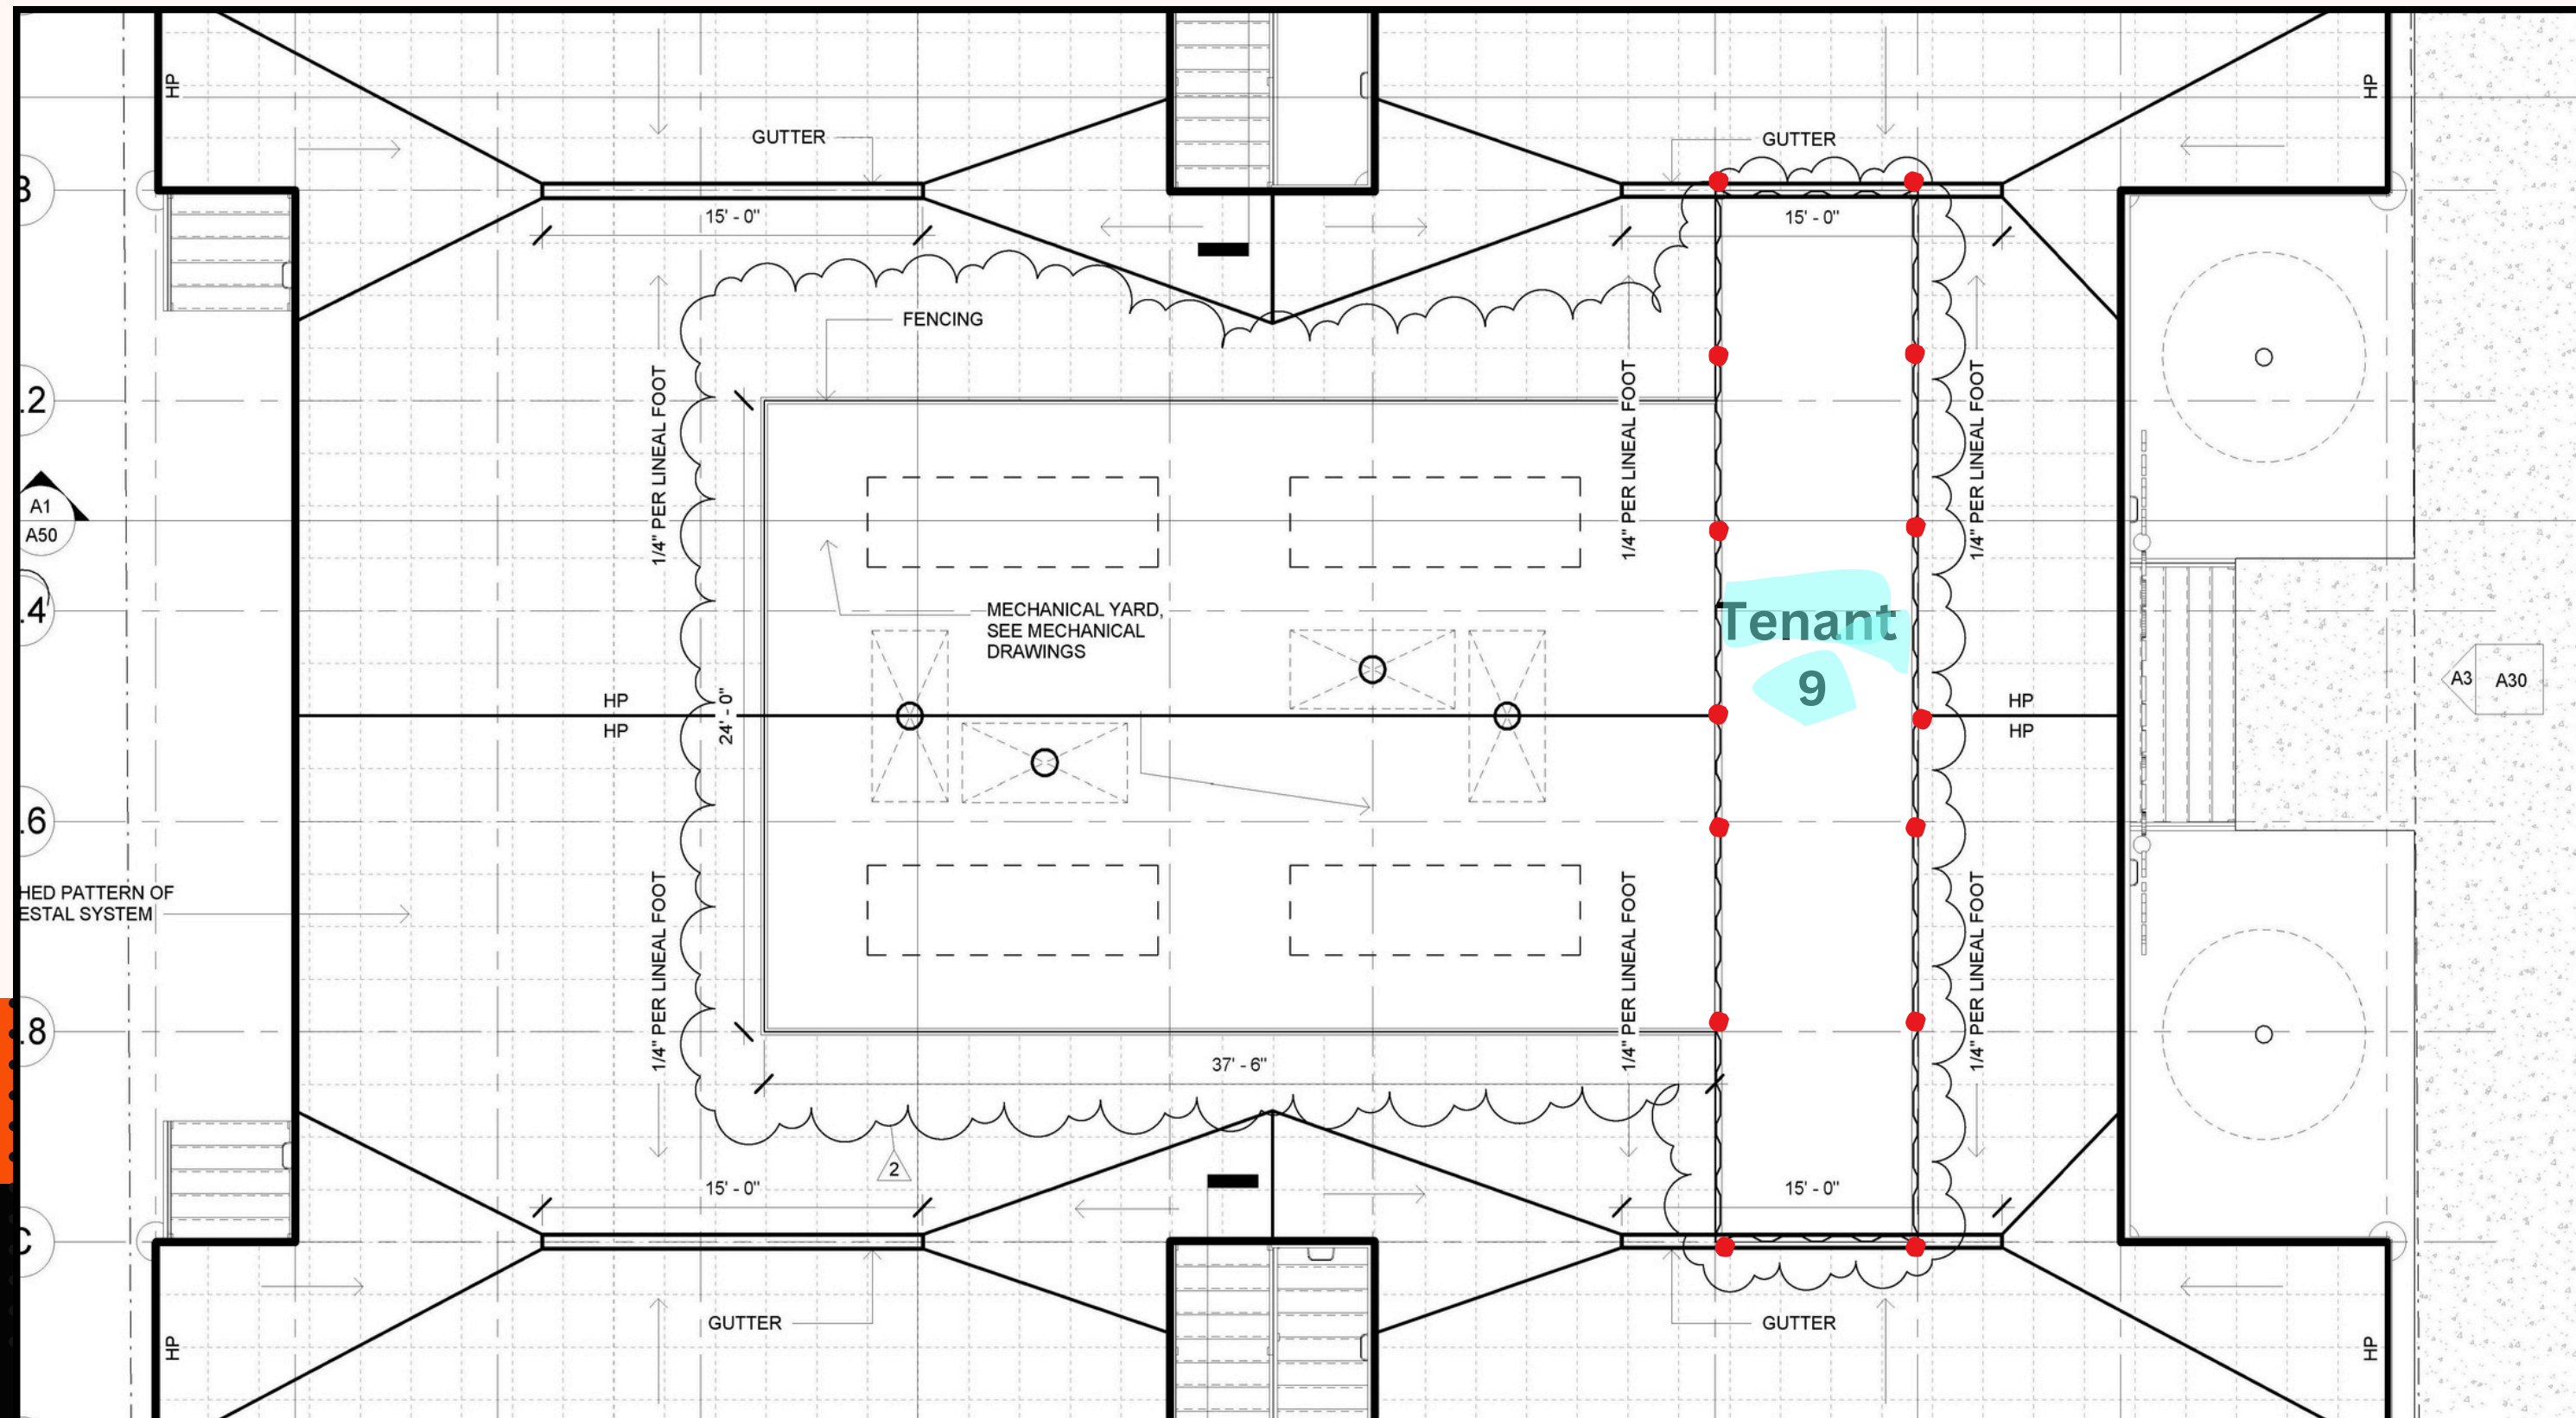 HP
HP
GUTTER
GUTTER
15' - 0"
15' - 0"
FENCING
.2
1/4" PER LINEAL FOOT
1/4" PER LINEAL FOOT
1/4" PER LINEAL FOOT
A1
A50
.4
MECHANICAL YARD,
SEE MECHANICAL
DRAWINGS
Tenant
9
A3
A30
HP
HP
24' - 0"
HP
HP
.6
HED PATTERN OF
ESTAL SYSTEM
1/4" PER LINEAL FOOT
1/4" PER LINEAL FOOT
1/4" PER LINEAL FOOT
.8
37' - 6"
2
15' - 0"
15' - 0"
C
GUTTER
GUTTER
HP
HP